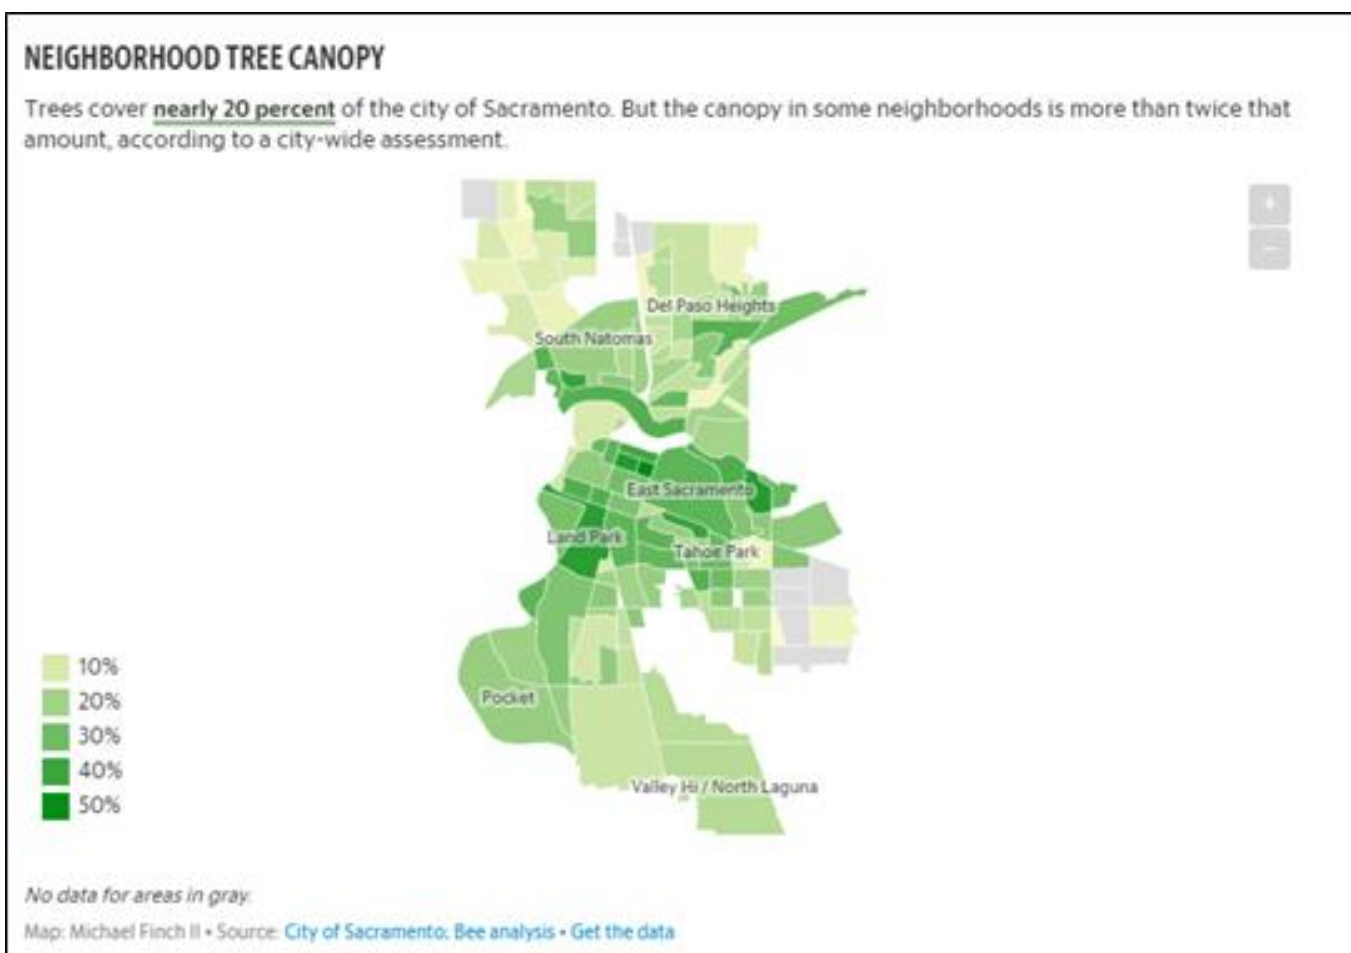 NEIGHBORHOOD TREE CANOPY
Trees cover nearly 20 percent of the city of Sacramento. But the canopy in some neighborhoods is more than twice that
amount, according to a city-wide assessment.
+
−
Del Paso Heights
South Natomas
East Sacramento
Land Park
Tahoe Park
Pocket
Valley Hi / North Laguna
10%
20%
30%
40%
50%
No data for areas in gray.
Map: Michael Finch II • Source: City of Sacramento; Bee analysis • Get the data